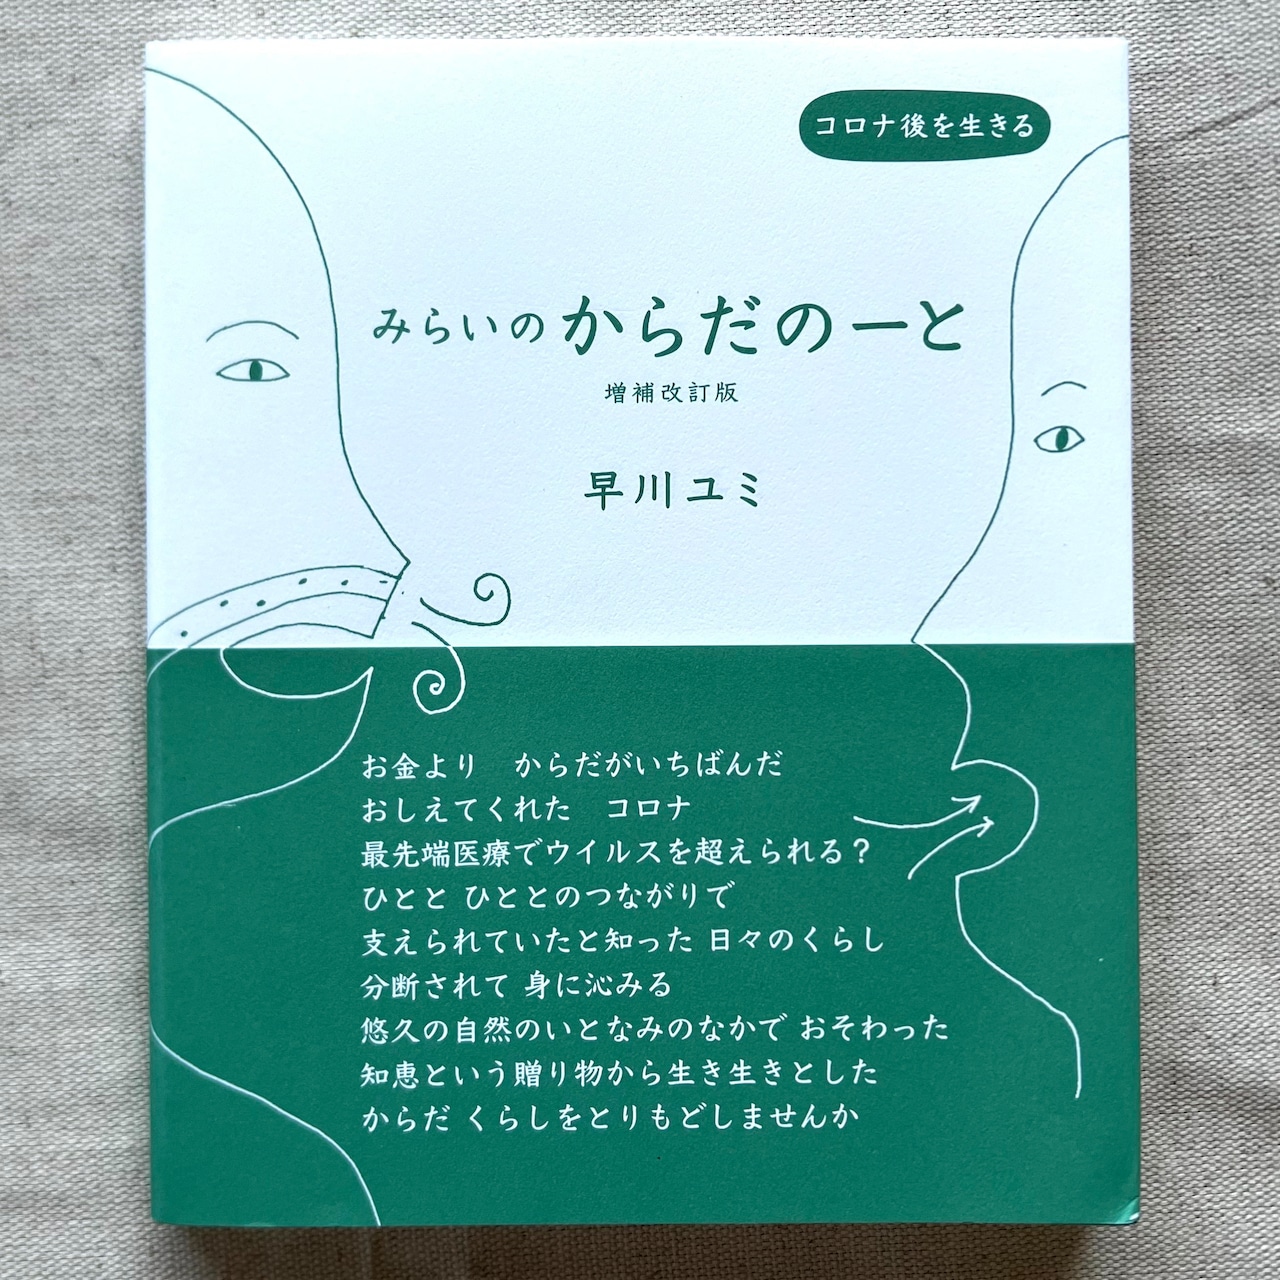 コロナ後を生きる
みらいの からだのーと
増補改訂版
早川ユミ
お金より　からだがいちばんだ
おしえてくれた　コロナ
最先端医療でウイルスを超えられる？
ひとと ひととのつながりで
支えられていたと知った 日々のくらし
分断されて 身に沁みる
悠久の自然のいとなみのなかで おそわった
知恵という贈り物から生き生きとした
からだ くらしをとりもどしませんか